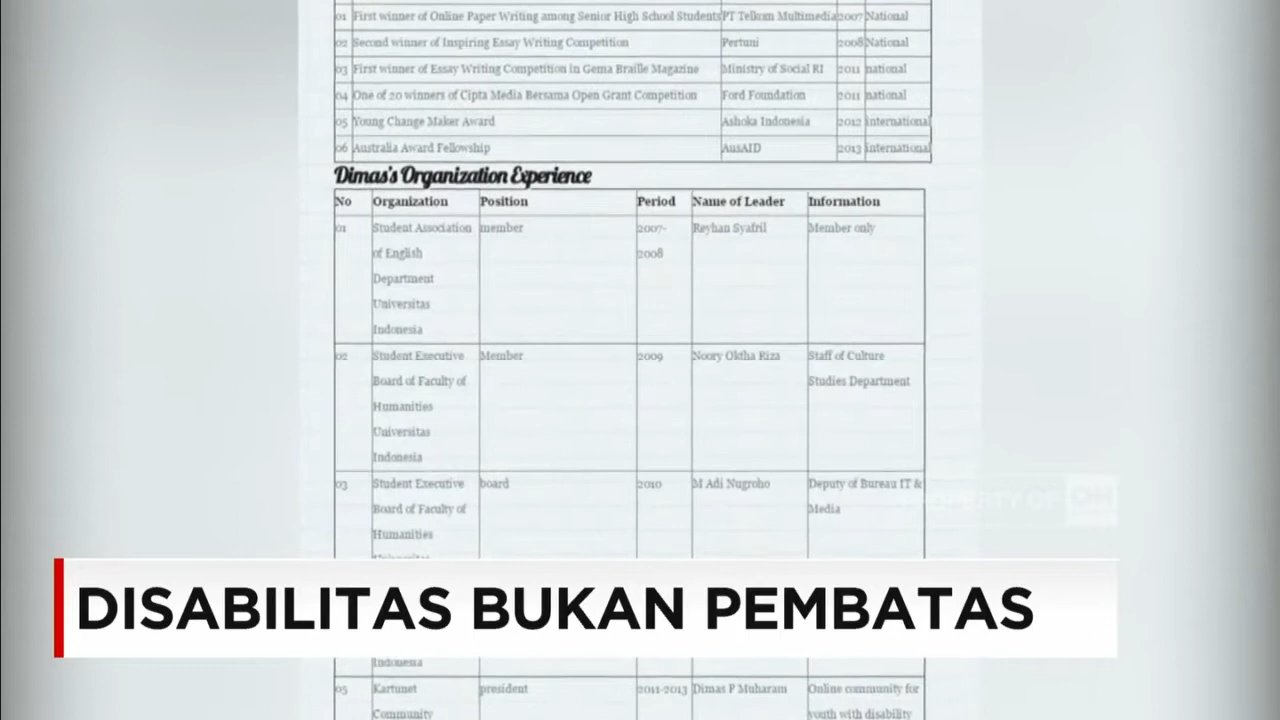 01 First winner of Online Paper Writing among Senior High School Students PT Telkom Multimedia 2007 National
02 Second winner of Inspiring Essay Writing Competition Pertuni 2008 National
03 First winner of Essay Writing Competition in Gema Braille Magazine Ministry of Social RI 2011 national
04 One of 20 winners of Cipta Media Bersama Open Grant Competition Ford Foundation 2011 national
05 Young Change Maker Award Ashoka Indonesia 2012 international
06 Australia Award Fellowship AusAID 2013 international
Dimas's Organization Experience
No Organization Position Period Name of Leader Information
01 Student Association member 2007- Reyhan Syafril Member only
of English 2008
Department
Universitas
Indonesia
02 Student Executive Member 2009 Noory Oktha Riza Staff of Culture
Board of Faculty of Studies Department
Humanities
Universitas
Indonesia
03 Student Executive board 2010 M Adi Nugroho Deputy of Bureau IT &
Board of Faculty of Media
Humanities
PROPERTY OF
DISABILITAS BUKAN PEMBATAS
Indonesia
05 Kartunet president 2011-2013 Dimas P Muharam Online community for
Community youth with disability